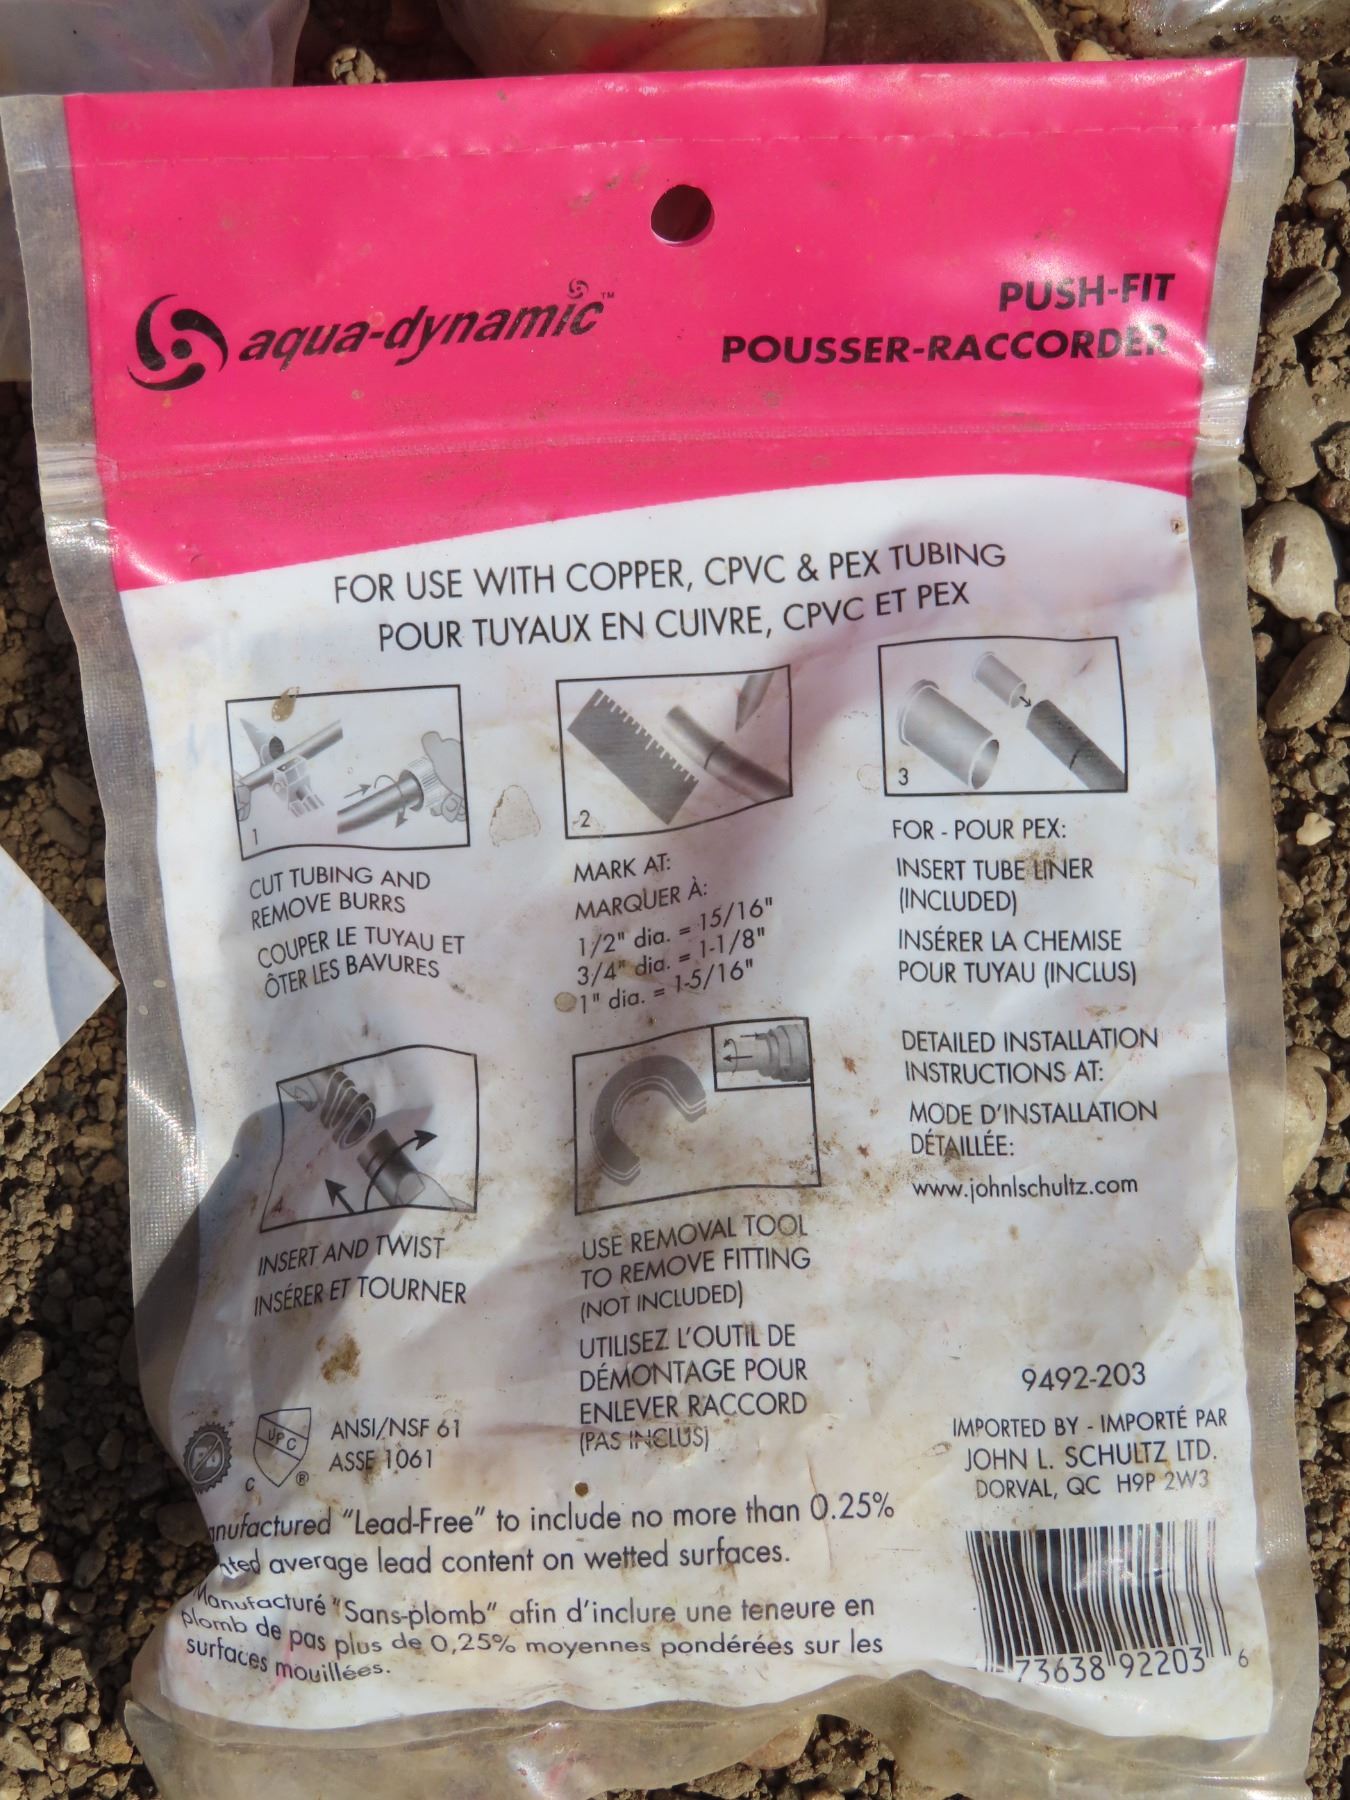 aqua-dynamic™
PUSH-FIT
POUSSER-RACCORDER
FOR USE WITH COPPER, CPVC & PEX TUBING
POUR TUYAUX EN CUIVRE, CPVC ET PEX
1
CUT TUBING AND
REMOVE BURRS
COUPER LE TUYAU ET
ÔTER LES BAVURES
2
MARK AT:
MARQUER À:
1/2" dia. = 15/16"
3/4" dia. = 1-1/8"
1" dia. = 1-5/16"
3
FOR - POUR PEX:
INSERT TUBE LINER
(INCLUDED)
INSÉRER LA CHEMISE
POUR TUYAU (INCLUS)
DETAILED INSTALLATION
INSTRUCTIONS AT:
MODE D'INSTALLATION
DÉTAILLÉE:
www.johnlschultz.com
4
INSERT AND TWIST
INSÉRER ET TOURNER
USE REMOVAL TOOL
TO REMOVE FITTING
(NOT INCLUDED)
UTILISEZ L'OUTIL DE
DÉMONTAGE POUR
ENLEVER RACCORD
(PAS INCLUS)
C UPC ®
ANSI/NSF 61
ASSE 1061
9492-203
IMPORTED BY - IMPORTÉ PAR
JOHN L. SCHULTZ LTD.
DORVAL, QC H9P 2W3
anufactured "Lead-Free" to include no more than 0.25%
hted average lead content on wetted surfaces.
Manufacturé "Sans-plomb" afin d'inclure une teneure en
plomb de pas plus de 0,25% moyennes pondérées sur les
surfaces mouillées.
73638 92203 6